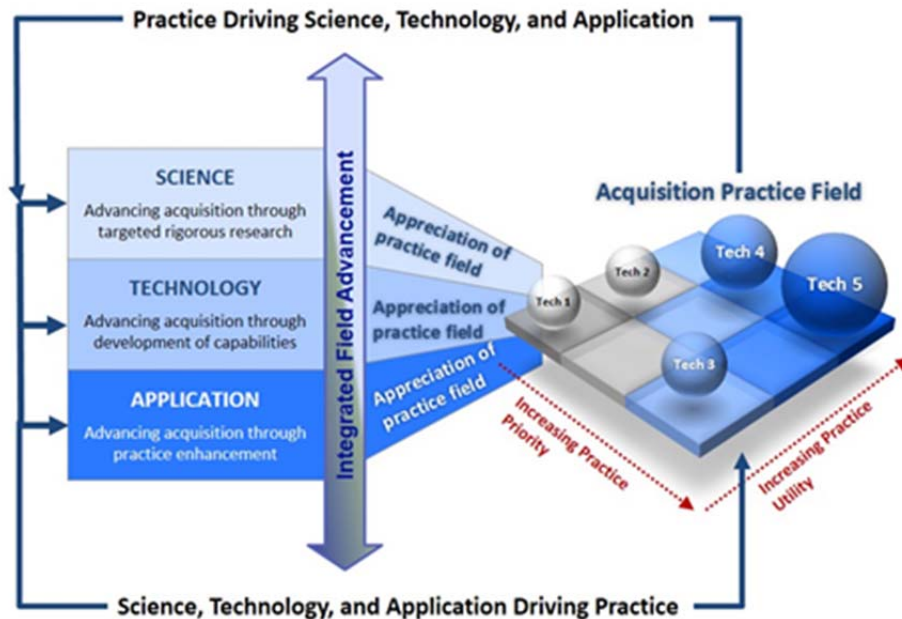 Practice Driving Science, Technology, and Application
SCIENCE
Advancing acquisition through
targeted rigorous research
TECHNOLOGY
Advancing acquisition through
development of capabilities
APPLICATION
Advancing acquisition through
practice enhancement
Integrated Field Advancement
Appreciation of
practice field
Appreciation of
practice field
Appreciation of
practice field
Acquisition Practice Field
Tech 1
Tech 2
Tech 4
Tech 5
Tech 3
Increasing Practice
Priority
Increasing Practice
Utility
Science, Technology, and Application Driving Practice